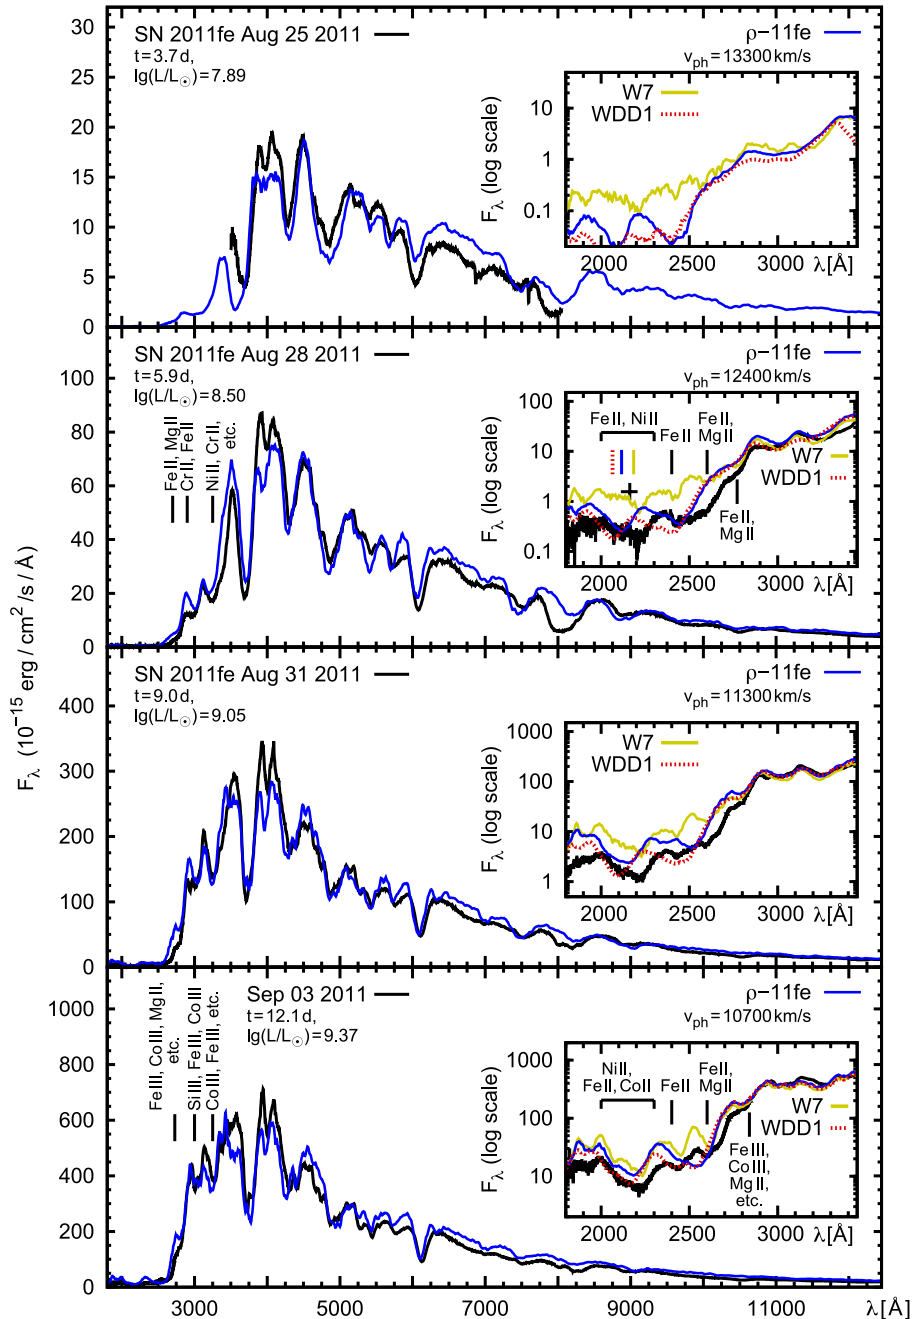 F_λ (10⁻¹⁵ erg / cm² / s / Å)
SN 2011fe Aug 25 2011
t=3.7d,
lg(L/L☉)=7.89
ρ−11fe
v_ph=13300km/s
30
25
20
15
10
5
0
W7
WDD1
F_λ (log scale)
10
1
0.1
2000 2500 3000 λ[Å]
SN 2011fe Aug 28 2011
t=5.9d,
lg(L/L☉)=8.50
ρ−11fe
v_ph=12400km/s
100
80
60
40
20
0
FeII, MgII
CrII, FeII
NiII, CrII,
etc.
F_λ (log scale)
100
10
1
0.1
FeII, NiII
FeII
FeII,
MgII
W7
WDD1
FeII,
MgII
2000 2500 3000 λ[Å]
SN 2011fe Aug 31 2011
t=9.0d,
lg(L/L☉)=9.05
ρ−11fe
v_ph=11300km/s
400
300
200
100
0
W7
WDD1
F_λ (log scale)
1000
100
10
1
2000 2500 3000 λ[Å]
Sep 03 2011
t=12.1d,
lg(L/L☉)=9.37
ρ−11fe
v_ph=10700km/s
1000
800
600
400
200
0
FeIII, CoIII, MgII,
etc.
SiIII, FeIII, CoIII
CoIII, FeIII, etc.
F_λ (log scale)
1000
100
10
NiII,
FeII, CoII
FeII
FeII,
MgII
W7
WDD1
FeIII,
CoIII,
MgII,
etc.
2000 2500 3000 λ[Å]
3000 5000 7000 9000 11000 λ[Å]